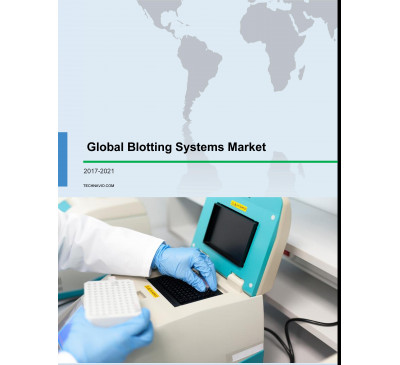 Global Blotting Systems Market
2017-2021
TECHNAVIO.COM